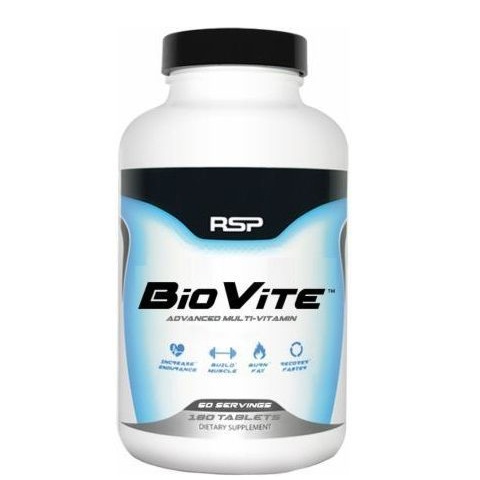 RSP
BioViTe™
ADVANCED MULTI-VITAMIN
INCREASE ENDURANCE
BUILD MUSCLE
BURN FAT
RECOVER FASTER
60 SERVINGS
180 TABLETS
DIETARY SUPPLEMENT